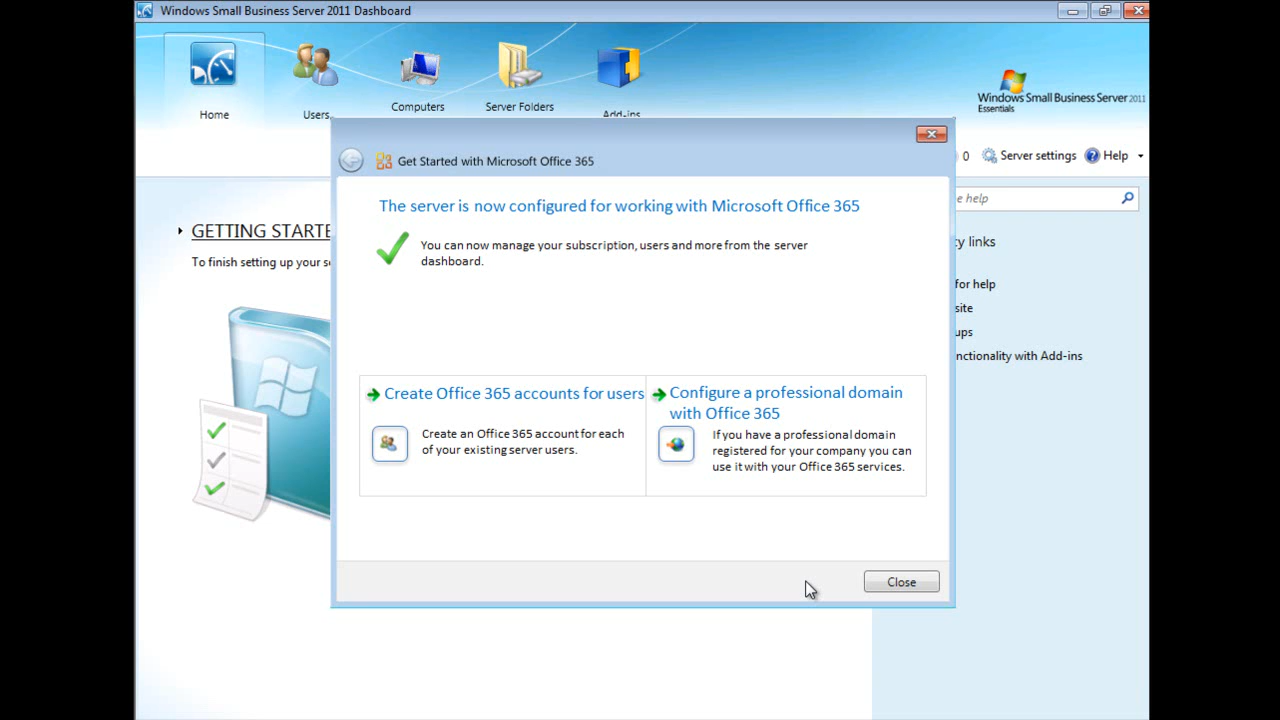 Windows Small Business Server 2011 Dashboard
Home
Users
Computers
Server Folders
Add-ins
Windows Small Business Server 2011
Essentials
0
Server settings
Help
Get Started with Microsoft Office 365
e help
The server is now configured for working with Microsoft Office 365
You can now manage your subscription, users and more from the server
dashboard.
GETTING STARTE
To finish setting up your se
ty links
for help
site
ups
nctionality with Add-ins
Create Office 365 accounts for users
Create an Office 365 account for each
of your existing server users.
Configure a professional domain
with Office 365
If you have a professional domain
registered for your company you can
use it with your Office 365 services.
Close